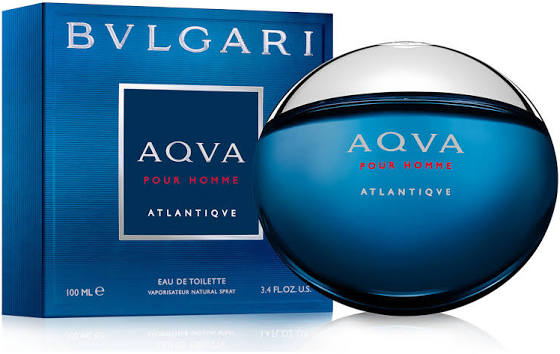 BVLGARI
AQVA
POUR HOMME
ATLANTIQVE
EAU DE TOILETTE
VAPORISATEUR NATURAL SPRAY
100 ML e
3.4 FL.OZ. U.S.
AQVA
POUR HOMME
ATLANTIQVE